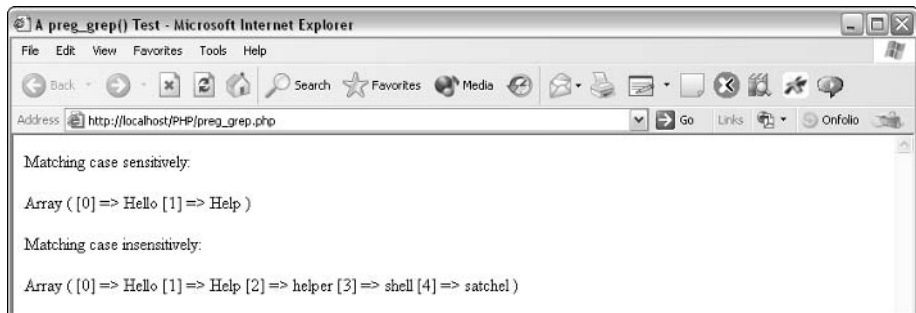 A preg_grep() Test - Microsoft Internet Explorer
File Edit View Favorites Tools Help
Back Search Favorites Media
Address http://localhost/PHP/preg_grep.php Go Links Onfolio
Matching case sensitively:
Array ( [0] => Hello [1] => Help )
Matching case insensitively:
Array ( [0] => Hello [1] => Help [2] => helper [3] => shell [4] => satchel )